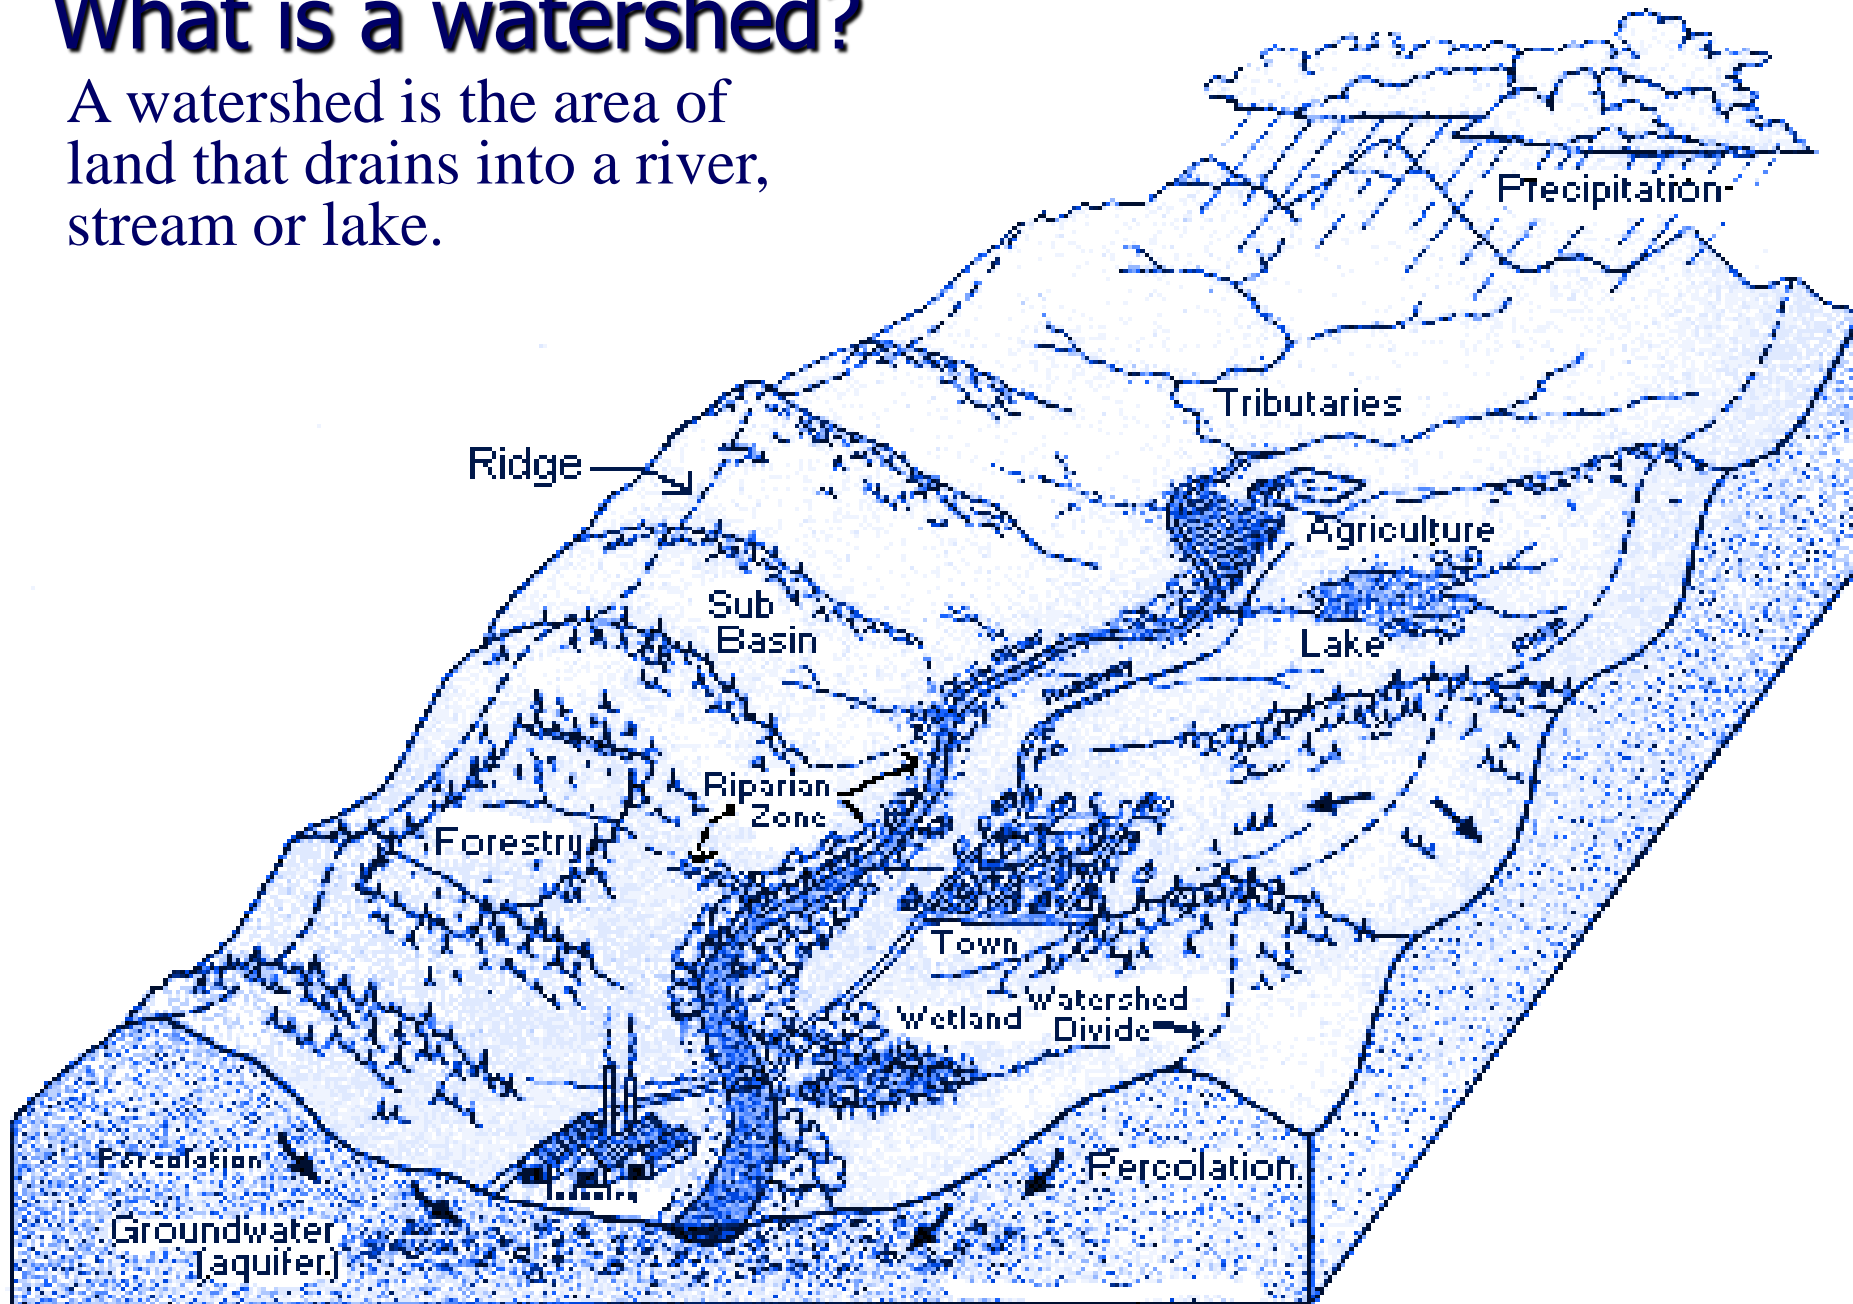 What is a watershed?
A watershed is the area of
land that drains into a river,
stream or lake.
Precipitation
Tributaries
Ridge
Agriculture
Sub
Basin
Lake
Riparian
Zone
Forestry
Town
Wetland
Watershed
Divide
Percolation
Percolation
Industry
Groundwater
(aquifer)